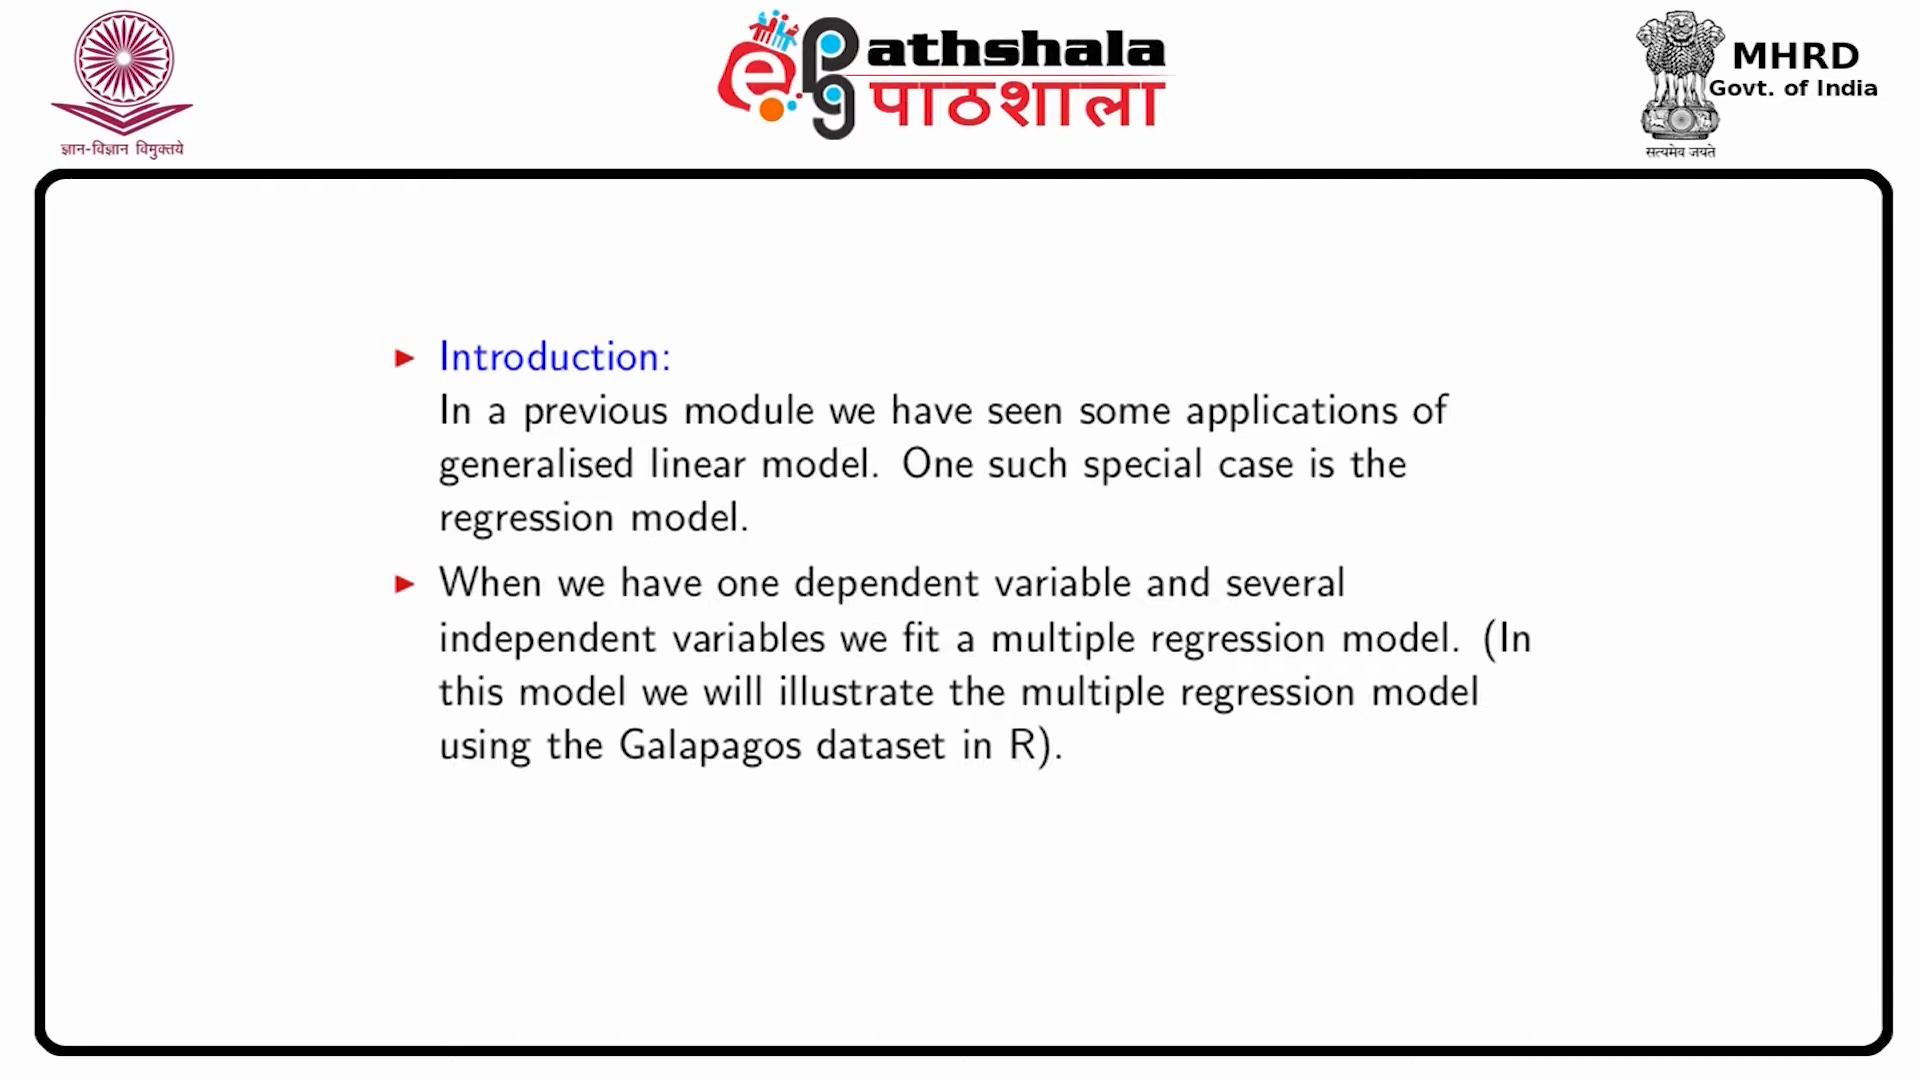 ज्ञान-विज्ञान विमुक्तये
ePg athshala
पाठशाला
MHRD
Govt. of India
सत्यमेव जयते
Introduction:
In a previous module we have seen some applications of
generalised linear model. One such special case is the
regression model.
When we have one dependent variable and several
independent variables we fit a multiple regression model. (In
this model we will illustrate the multiple regression model
using the Galapagos dataset in R).